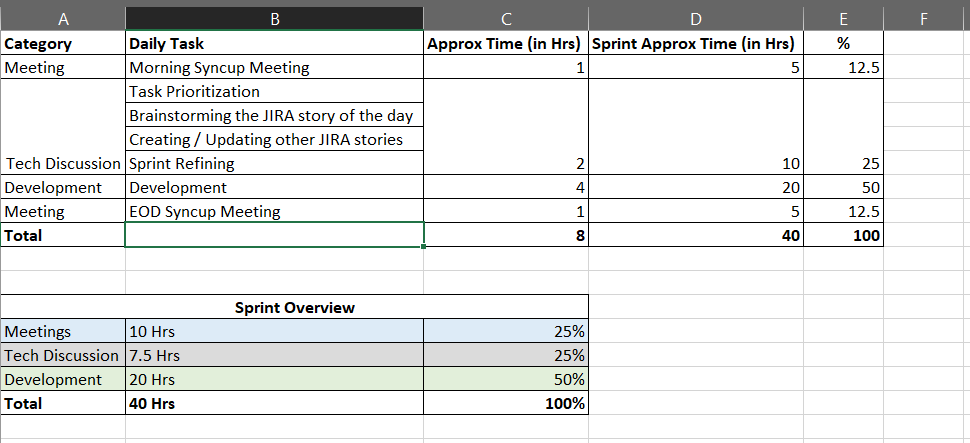 A B C D E F
Category Daily Task Approx Time (in Hrs) Sprint Approx Time (in Hrs) %
Meeting Morning Syncup Meeting 1 5 12.5
Task Prioritization
Brainstorming the JIRA story of the day
Creating / Updating other JIRA stories
Tech Discussion Sprint Refining 2 10 25
Development Development 4 20 50
Meeting EOD Syncup Meeting 1 5 12.5
Total 8 40 100
Sprint Overview
Meetings 10 Hrs 25%
Tech Discussion 7.5 Hrs 25%
Development 20 Hrs 50%
Total 40 Hrs 100%